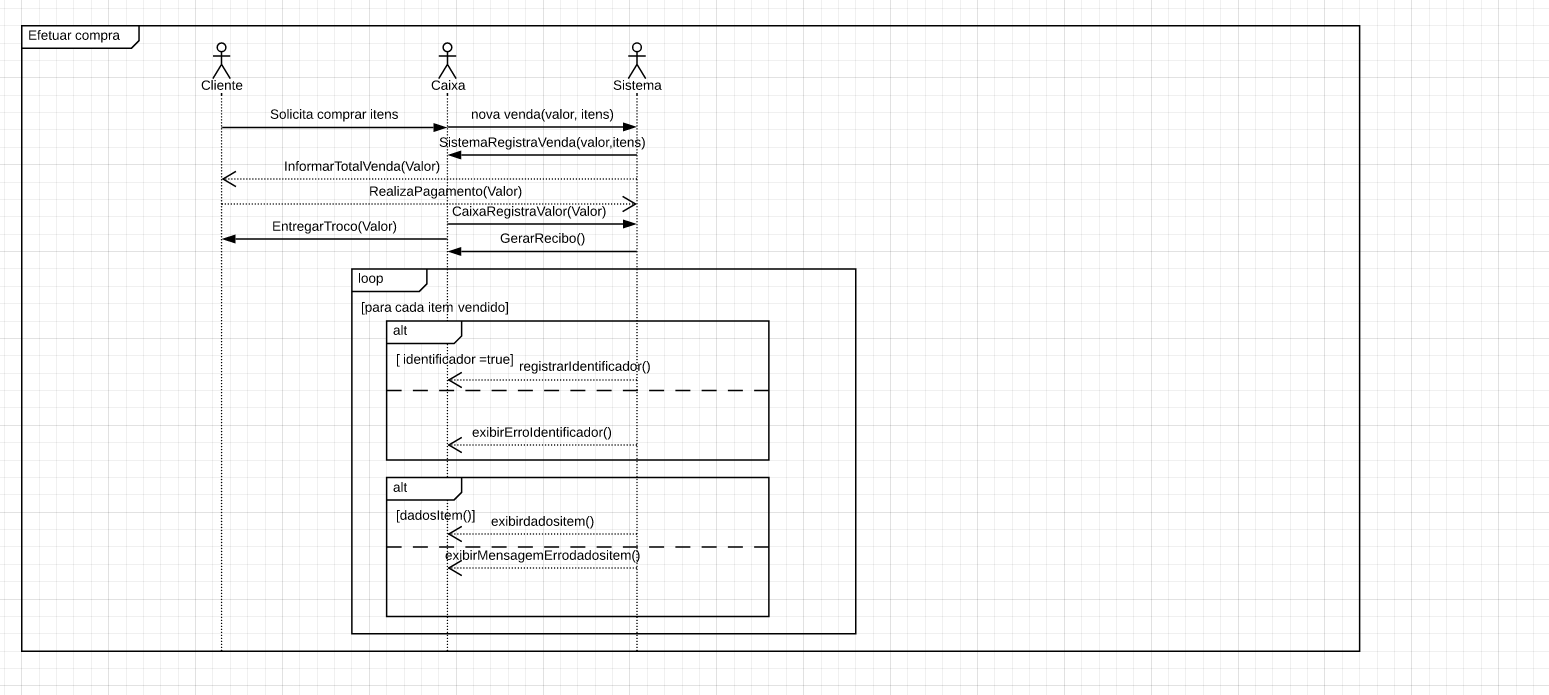 Efetuar compra
Cliente
Caixa
Sistema
Solicita comprar itens
nova venda(valor, itens)
SistemaRegistraVenda(valor,itens)
InformarTotalVenda(Valor)
RealizaPagamento(Valor)
CaixaRegistraValor(Valor)
EntregarTroco(Valor)
GerarRecibo()
loop
[para cada item vendido]
alt
[ identificador =true]
registrarIdentificador()
exibirErroIdentificador()
alt
[dadosItem()]
exibirdadositem()
exibirMensagemErrodadositem()